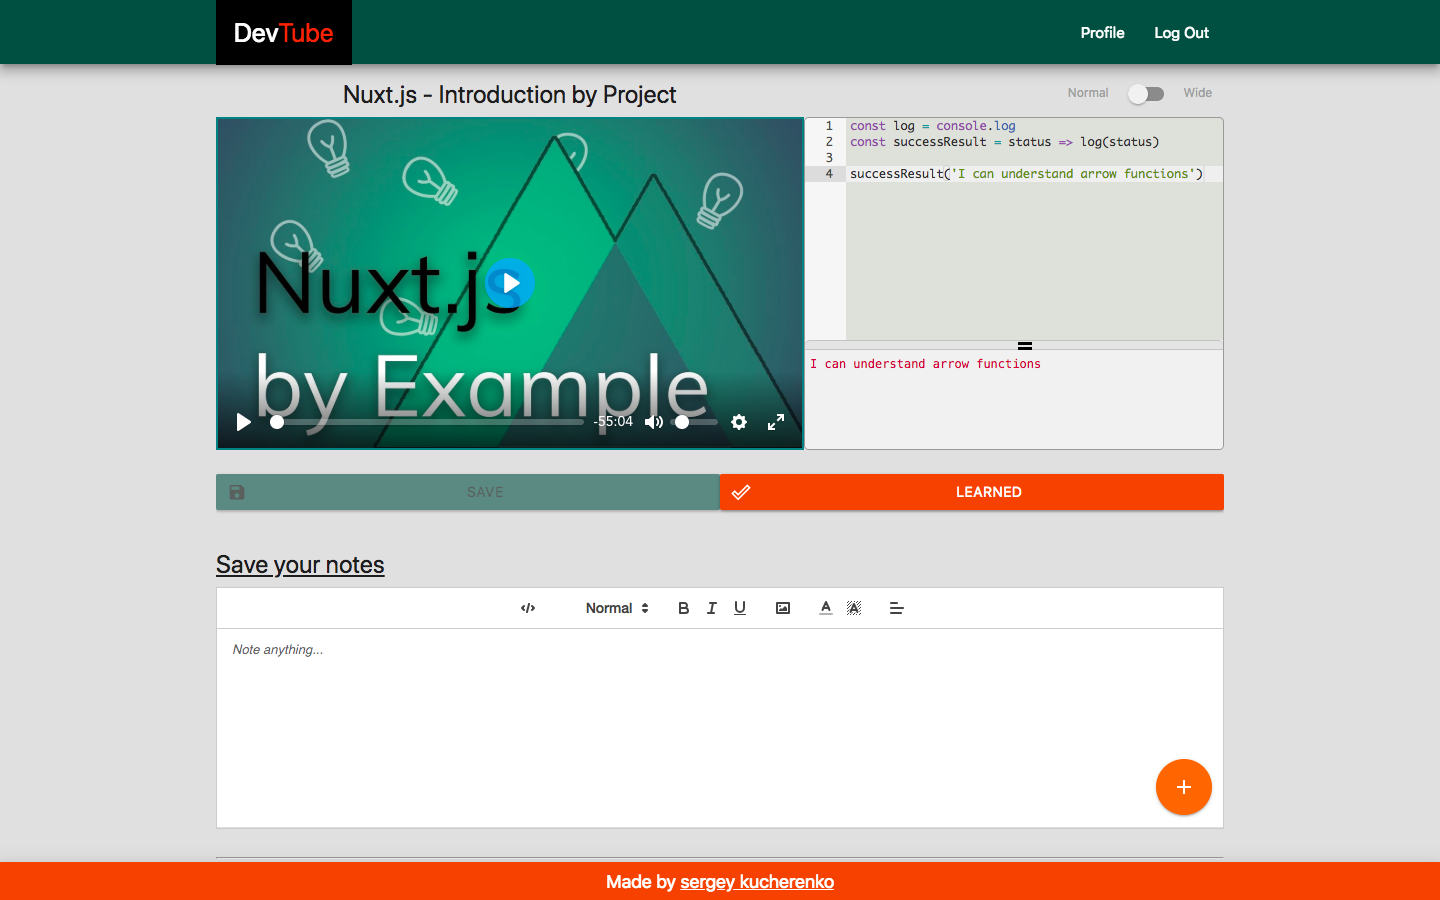 DevTube
Profile
Log Out
Nuxt.js - Introduction by Project
Normal
Wide
Nuxt.js
by Example
-55:04
1 const log = console.log
2 const successResult = status => log(status)
3
4 successResult('I can understand arrow functions')
I can understand arrow functions
SAVE
LEARNED
Save your notes
</> Normal B I U A A
Note anything...
+
Made by sergey kucherenko